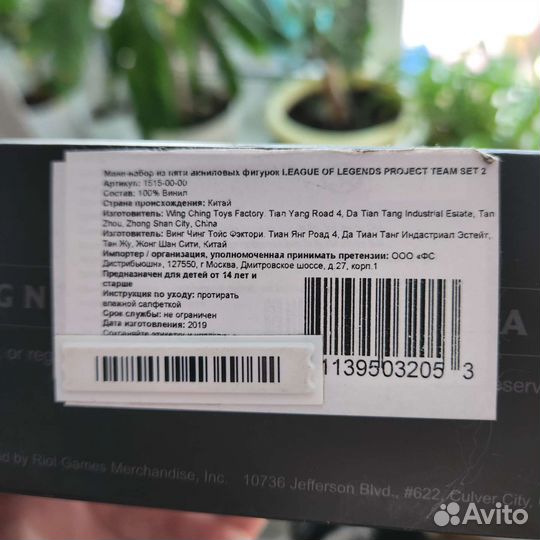 Мини-набор из пяти виниловых фигурок LEAGUE OF LEGENDS PROJECT TEAM SET 2
Артикул: 1515-00-00
Состав: 100% Винил
Страна происхождения: Китай
Изготовитель: Wing Ching Toys Factory Tian Yang Road 4, Da Tian Tang Industrial Estate, Tan
Zhou, Zhong Shan City, China
Изготовитель: Винг Чинг Тойс Фэктори. Тиан Янг Роад 4, Да Тиан Танг Индастриал Эстейт,
Тан Жу, Жонг Шан Сити, Китай
Импортер / организация, уполномоченная принимать претензии: ООО «ФС
Дистрибьюшн», 127550, г Москва, Дмитровское шоссе, д.27, корп.1
Предназначен для детей от 14 лет и
старше
Инструкция по уходу: протирать
влажной салфеткой
Срок службы: не ограничен
Дата изготовления: 2019
Сохраняйте этикетку и
1139503205 3
G N
A
, or reg
eserve
d by Riot Games Merchandise, Inc. 10736 Jefferson Blvd., #622, Culver City,
Avito